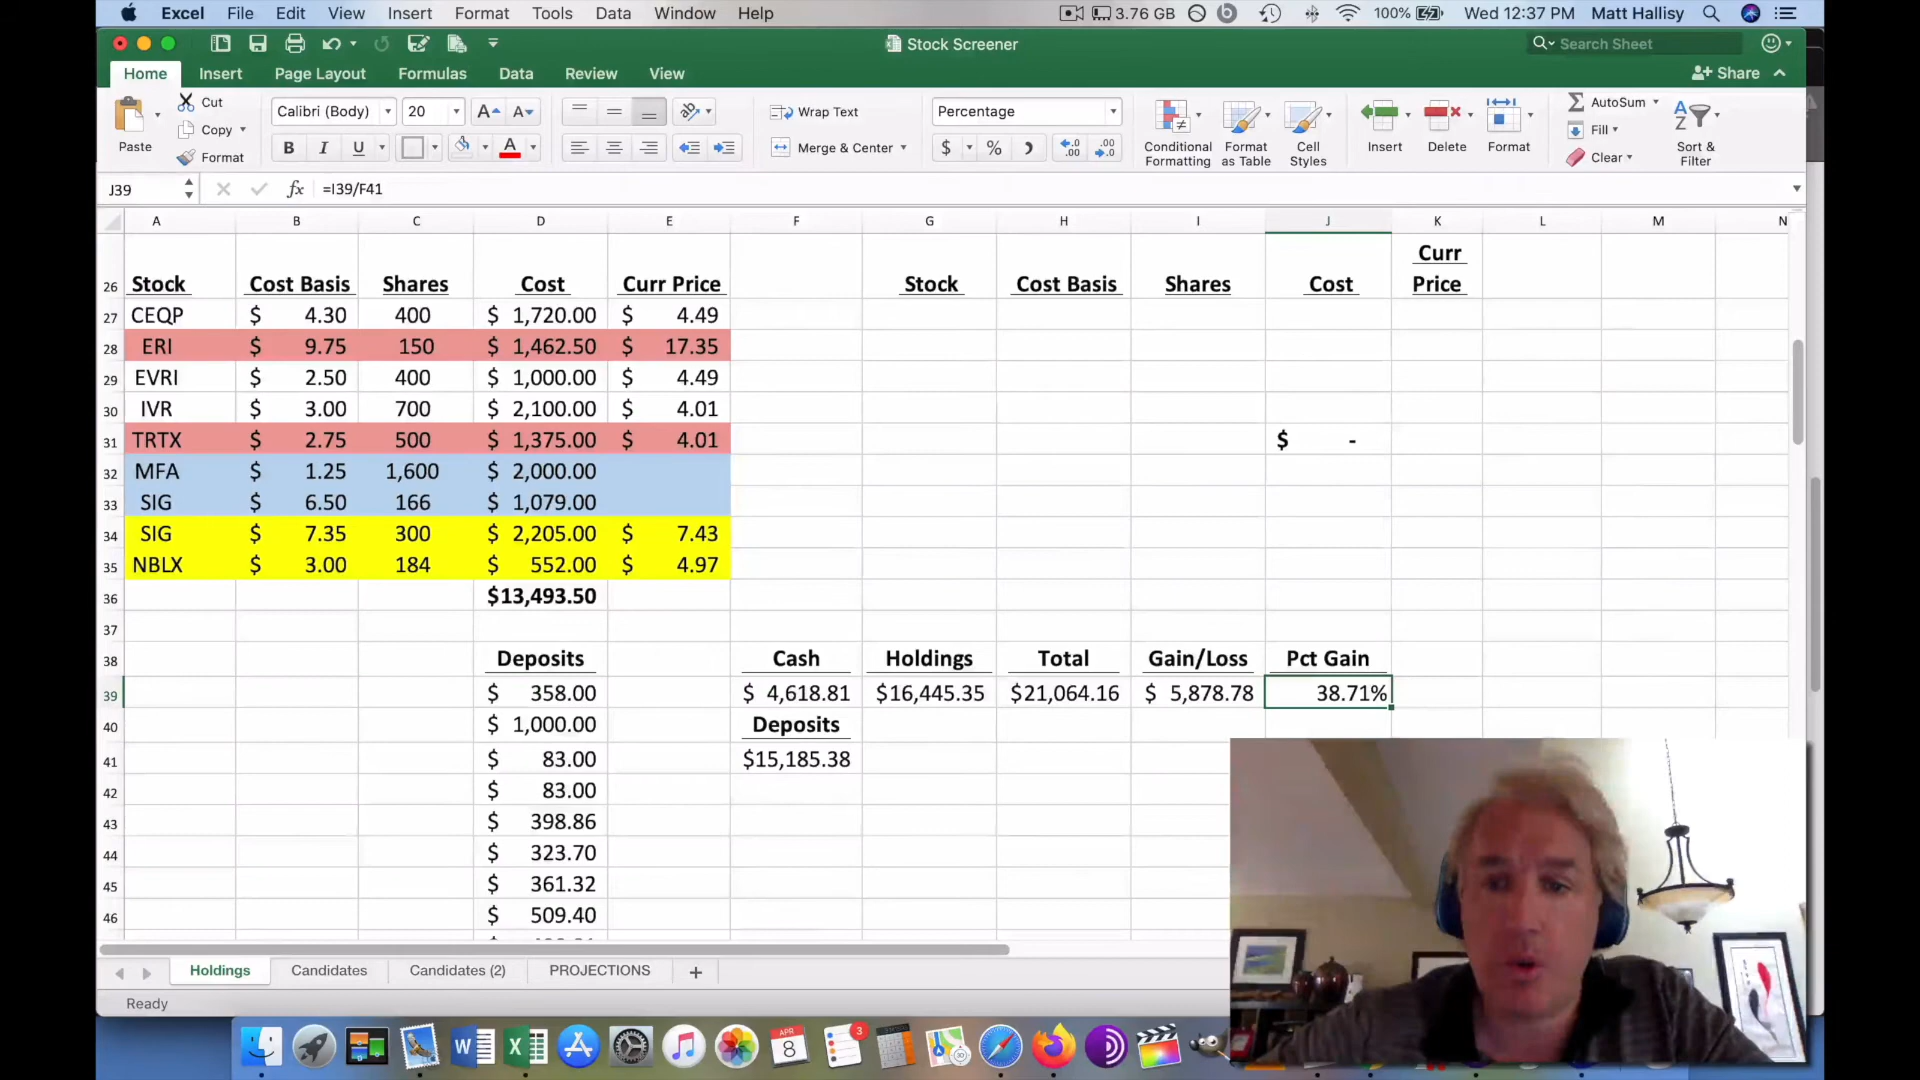 Excel File Edit View Insert Format Tools Data Window Help 3.76 GB 100% Wed 12:37 PM Matt Hallisy
Stock Screener Search Sheet
Home Insert Page Layout Formulas Data Review View Share
Paste Cut Copy Format
Calibri (Body) 20 A A
B I U A
Wrap Text
Merge & Center
Percentage
$ % .00 .00
Conditional Formatting
Format as Table
Cell Styles
Insert Delete Format
AutoSum
Fill
Clear
Sort & Filter
J39 fx =I39/F41
A B C D E F G H I J K L M N
26 Stock Cost Basis Shares Cost Curr Price Stock Cost Basis Shares Cost Curr Price
27 CEQP $ 4.30 400 $ 1,720.00 $ 4.49
28 ERI $ 9.75 150 $ 1,462.50 $ 17.35
29 EVRI $ 2.50 400 $ 1,000.00 $ 4.49
30 IVR $ 3.00 700 $ 2,100.00 $ 4.01
31 TRTX $ 2.75 500 $ 1,375.00 $ 4.01 $ -
32 MFA $ 1.25 1,600 $ 2,000.00
33 SIG $ 6.50 166 $ 1,079.00
34 SIG $ 7.35 300 $ 2,205.00 $ 7.43
35 NBLX $ 3.00 184 $ 552.00 $ 4.97
36 $13,493.50
37
38 Deposits Cash Holdings Total Gain/Loss Pct Gain
39 $ 358.00 $ 4,618.81 $16,445.35 $21,064.16 $ 5,878.78 38.71%
40 $ 1,000.00 Deposits
41 $ 83.00 $15,185.38
42 $ 83.00
43 $ 398.86
44 $ 323.70
45 $ 361.32
46 $ 509.40
Holdings Candidates Candidates (2) PROJECTIONS +
Ready
W X APR 8 3